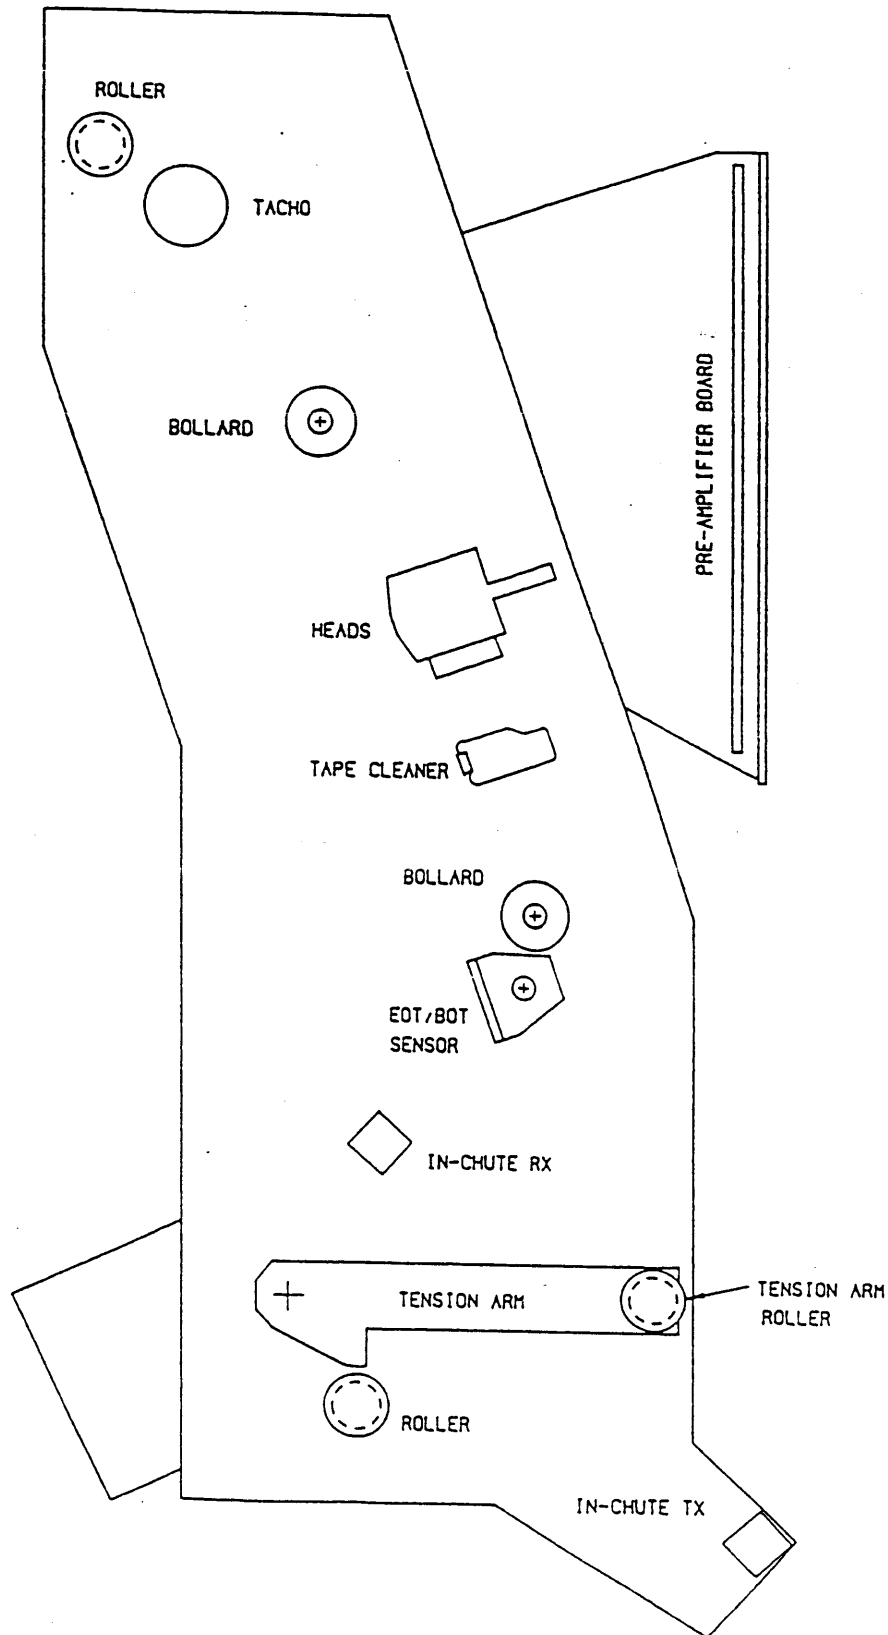 ROLLER
TACHO
PRE-AMPLIFIER BOARD
BOLLARD
HEADS
TAPE CLEANER
BOLLARD
EOT/BOT
SENSOR
IN-CHUTE RX
TENSION ARM
TENSION ARM
ROLLER
ROLLER
IN-CHUTE TX